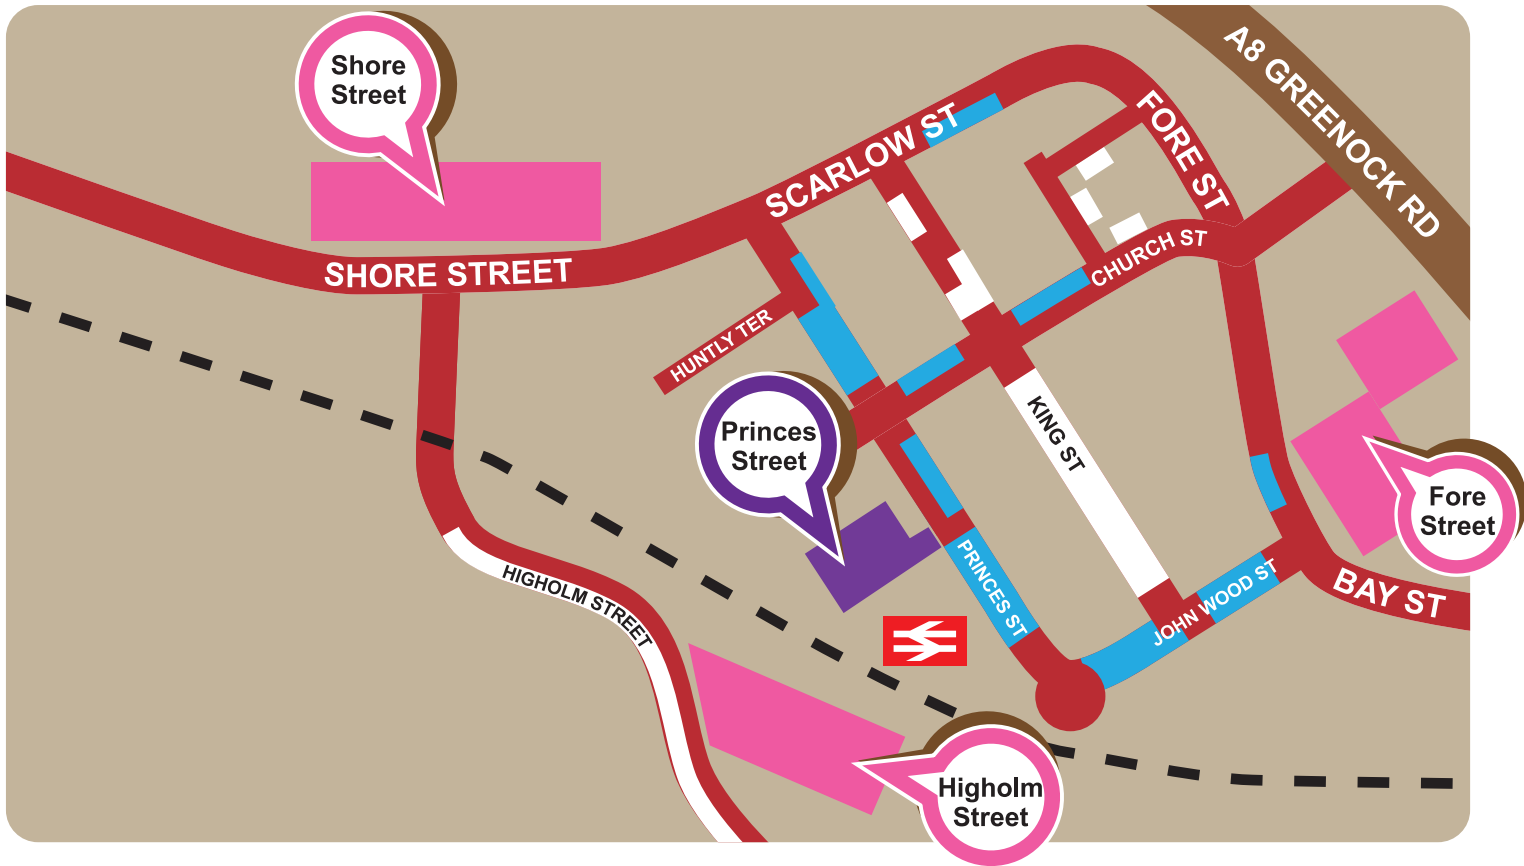 Shore
Street
A8 GREENOCK RD
SCARLOW ST
FORE ST
SHORE STREET
CHURCH ST
HUNTLY TER
Princes
Street
KING ST
Fore
Street
PRINCES ST
JOHN WOOD ST
BAY ST
HIGHOLM STREET
Higholm
Street